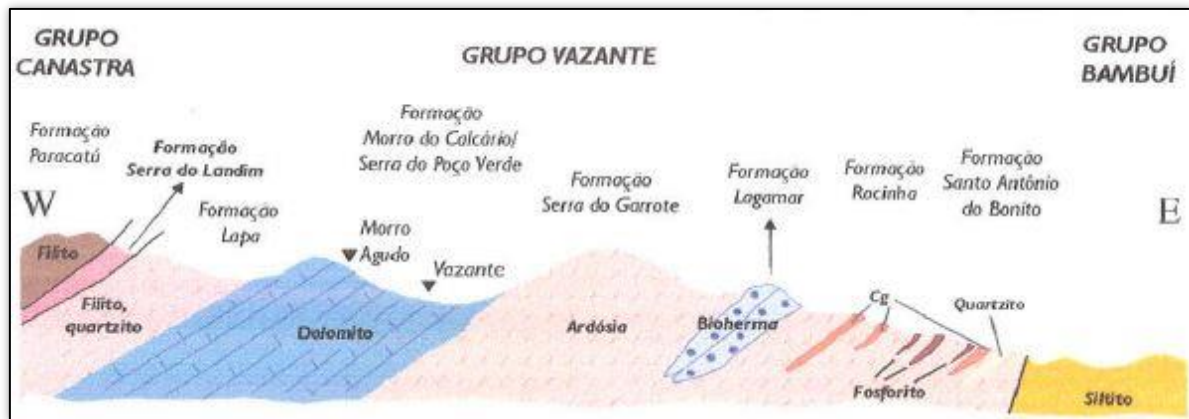 GRUPO
CANASTRA
GRUPO VAZANTE
GRUPO
BAMBUÍ
Formação
Paracatú
Formação
Serra do Landim
Formação
Lapa
Formação
Morro do Calcário/
Serra do Poço Verde
Formação
Serra do Garrote
Formação
Lagamar
Formação
Rocinha
Formação
Santo Antônio
do Bonito
W
E
Morro
Agudo
Vazante
Filito
Filito,
quartzito
Dolomito
Ardósia
Bioherma
Cg
Quartzito
Fosforito
Siltito